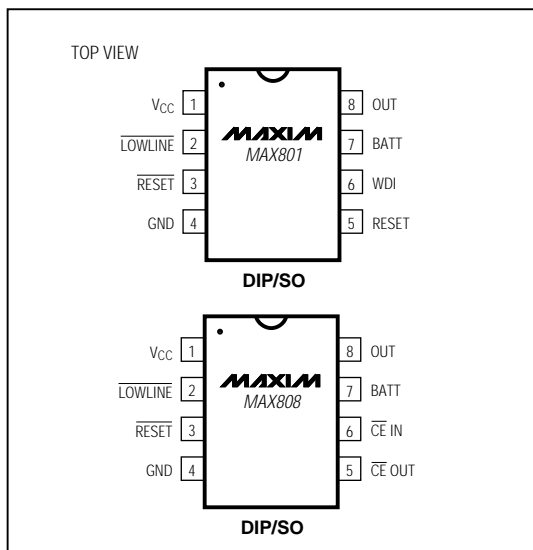 TOP VIEW
VCC 1 8 OUT
LOWLINE 2 MAXIM 7 BATT
MAX801
RESET 3 6 WDI
GND 4 5 RESET
DIP/SO
VCC 1 8 OUT
LOWLINE 2 MAXIM 7 BATT
MAX808
RESET 3 6 CE IN
GND 4 5 CE OUT
DIP/SO